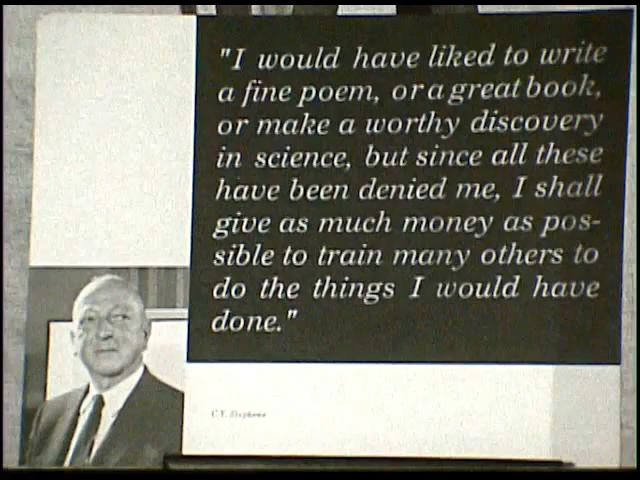 "I would have liked to write
a fine poem, or a great book,
or make a worthy discovery
in science, but since all these
have been denied me, I shall
give as much money as pos-
sible to train many others to
do the things I would have
done."
C.Y. Stephens